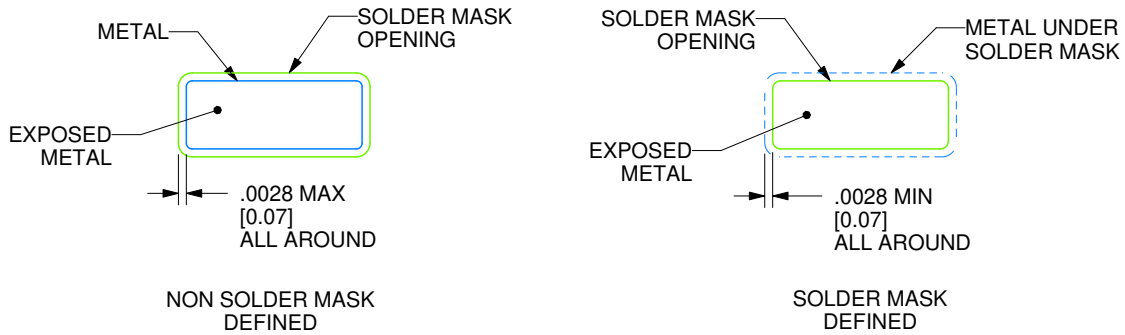 METAL
SOLDER MASK
OPENING
EXPOSED
METAL
.0028 MAX
[0.07]
ALL AROUND
NON SOLDER MASK
DEFINED
SOLDER MASK
OPENING
METAL UNDER
SOLDER MASK
EXPOSED
METAL
.0028 MIN
[0.07]
ALL AROUND
SOLDER MASK
DEFINED